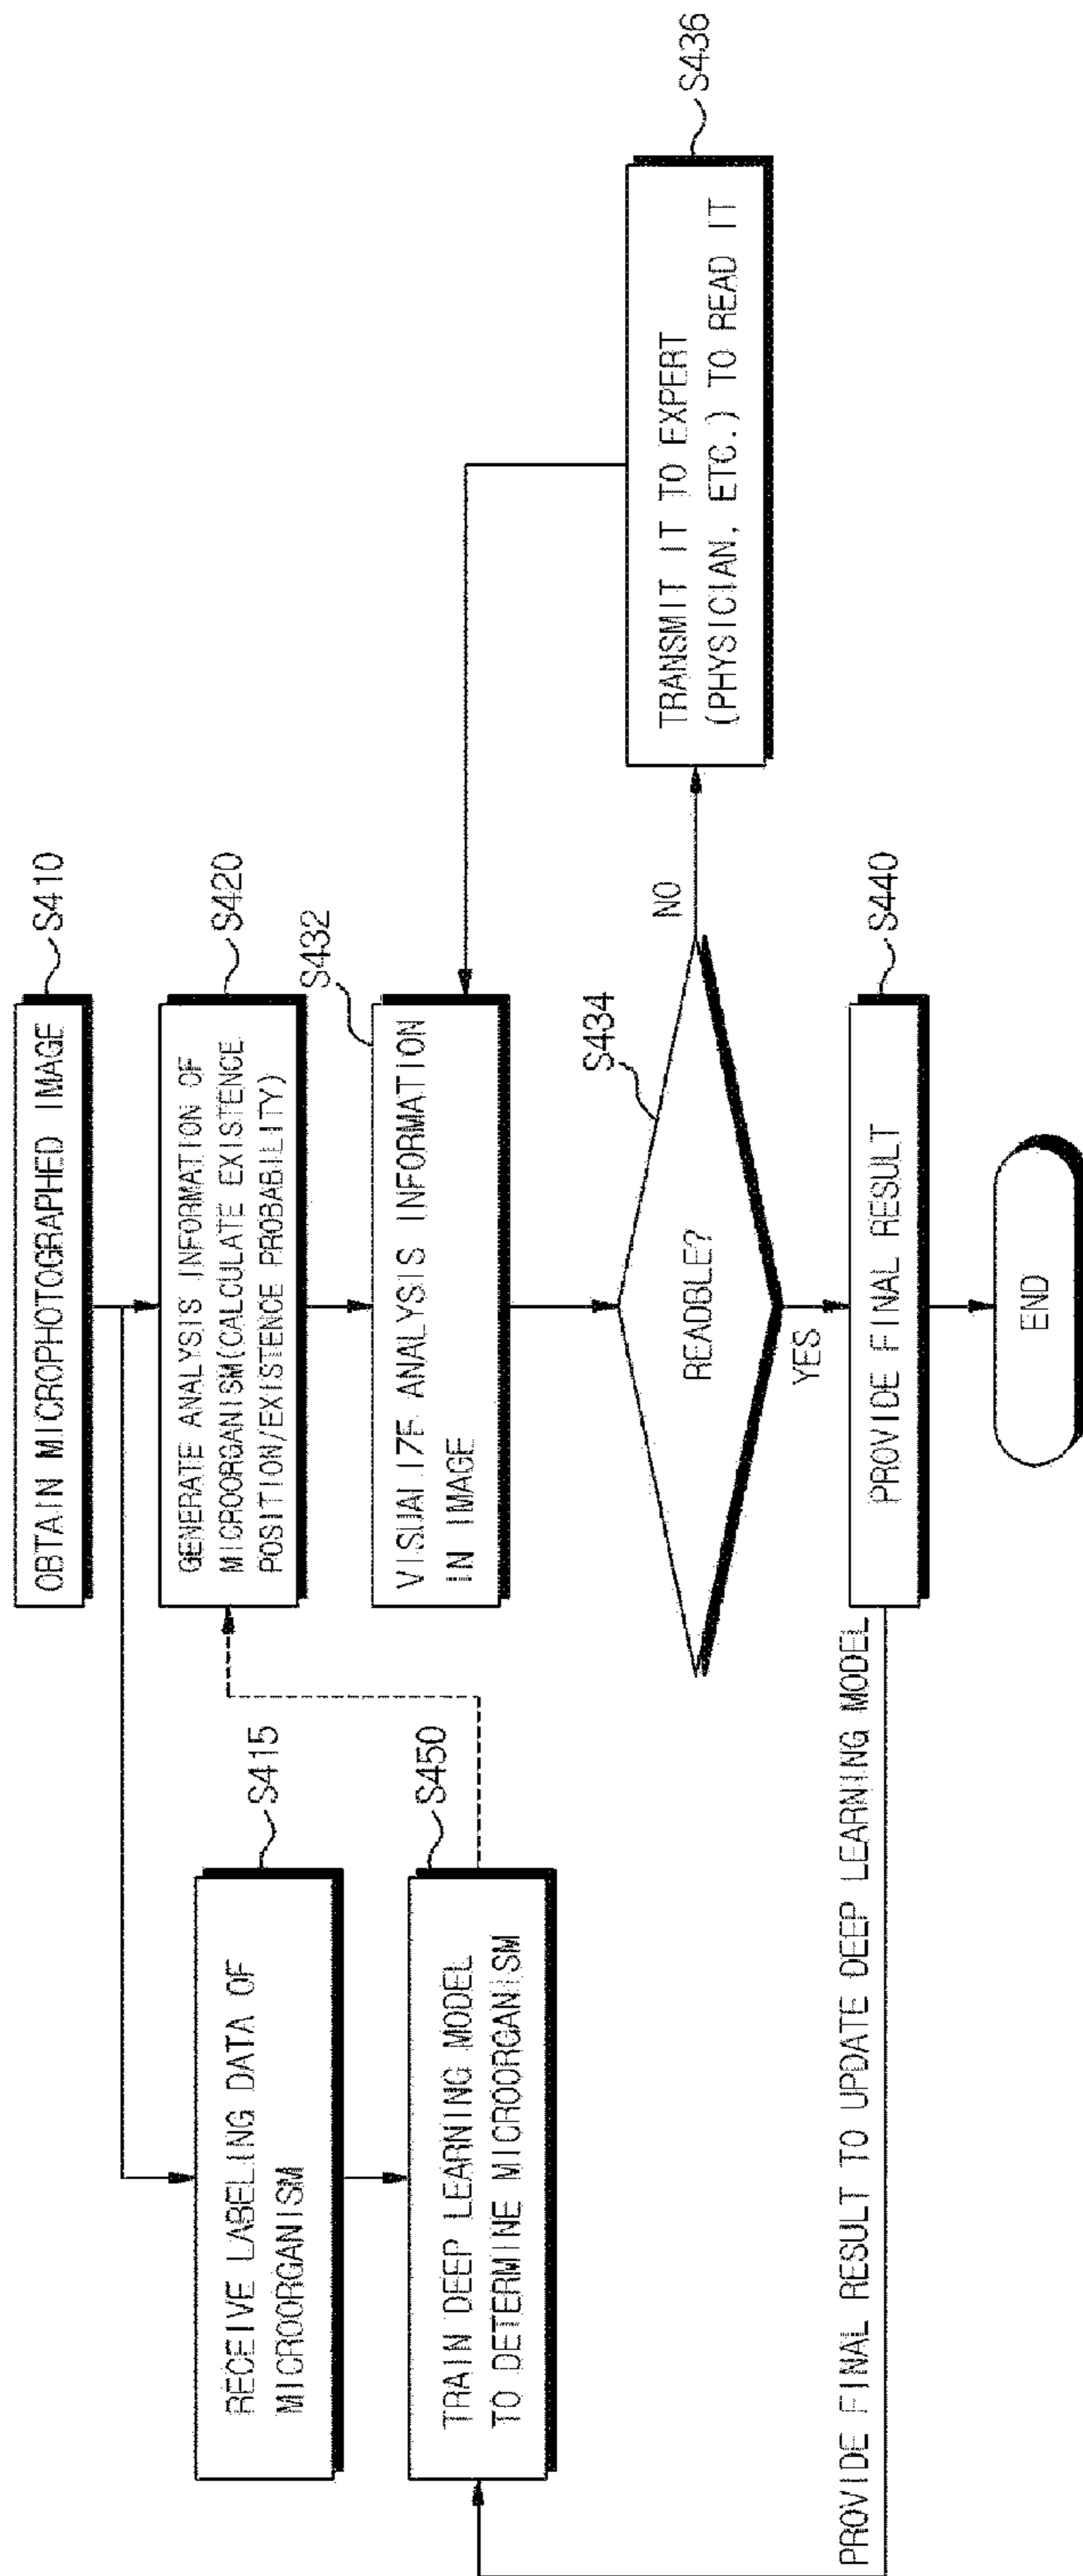 OBTAIN MICROPHOTOGRAPHED IMAGE
S410
GENERATE ANALYSIS INFORMATION OF
MICROORGANISM(CALCULATE EXISTENCE
POSITION/EXISTENCE PROBABILITY)
S420
RECEIVE LABELING DATA OF
MICROORGANISM
S415
TRAIN DEEP LEARNING MODEL
TO DETERMINE MICROORGANISM
S450
VISUALIZE ANALYSIS INFORMATION
IN IMAGE
S432
READBLE?
S434
NO
TRANSMIT IT TO EXPERT
(PHYSICIAN, ETC.) TO READ IT
S436
YES
PROVIDE FINAL RESULT
S440
PROVIDE FINAL RESULT TO UPDATE DEEP LEARNING MODEL
END